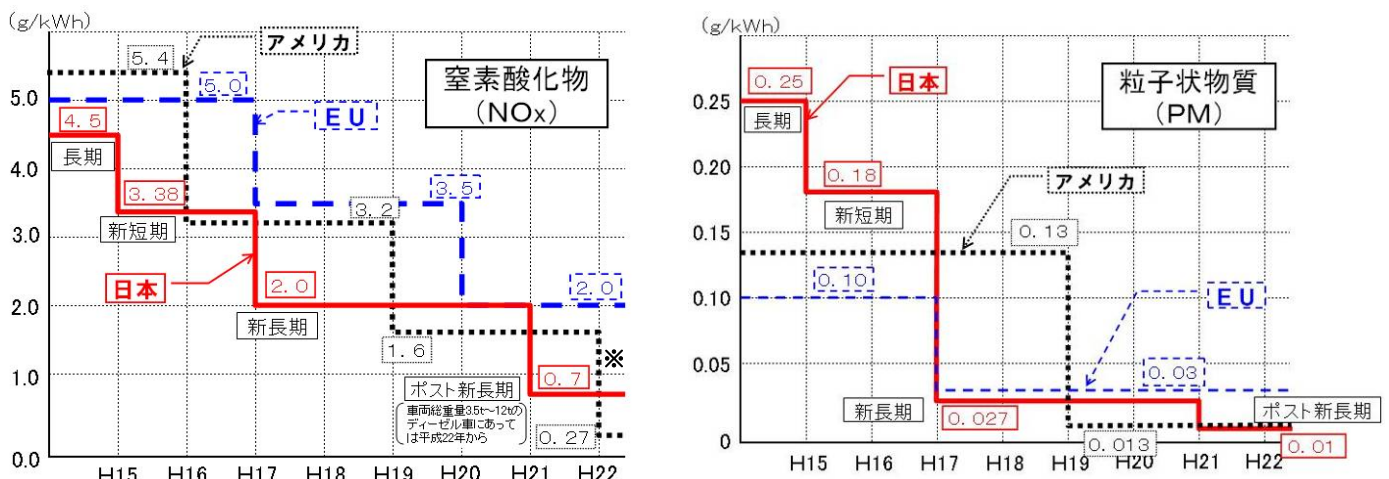 (g/kWh)
アメリカ
5.4
5.0
窒素酸化物
(NOx)
5.0
4.5
EU
長期
4.0
3.38
3.5
新短期
3.2
3.0
日本
2.0
2.0
2.0
新長期
1.6
※
1.0
ポスト新長期
0.7
車両総重量3.5t~12tの
ディーゼル車にあって
は平成22年から
0.27
0.0
H15 H16 H17 H18 H19 H20 H21 H22
(g/kWh)
0.25
日本
粒子状物質
(PM)
0.25
長期
0.20
0.18
アメリカ
新短期
0.15
0.13
0.10
EU
0.10
0.05
0.03
新長期
0.027
ポスト新長期
0
0.013
0.01
H15 H16 H17 H18 H19 H20 H21 H22